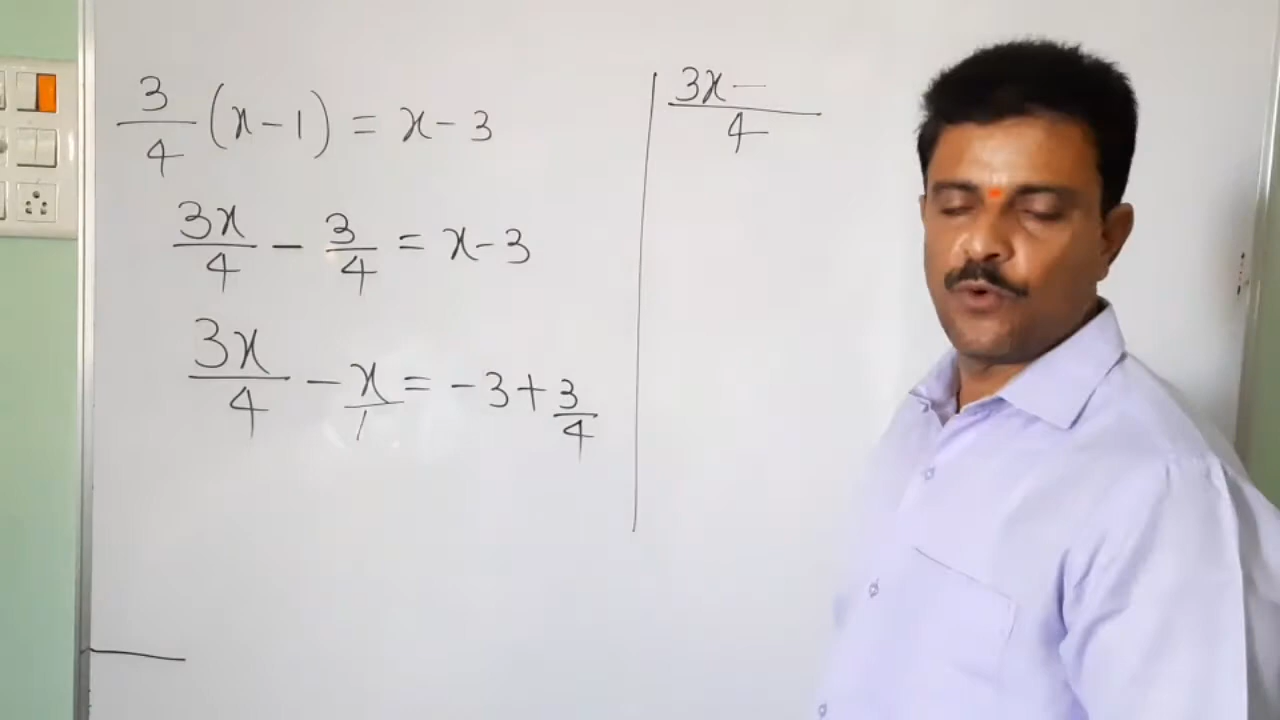 3/4 (x - 1) = x - 3
3x/4 - 3/4 = x - 3
3x/4 - x/1 = -3 + 3/4
3x -/4